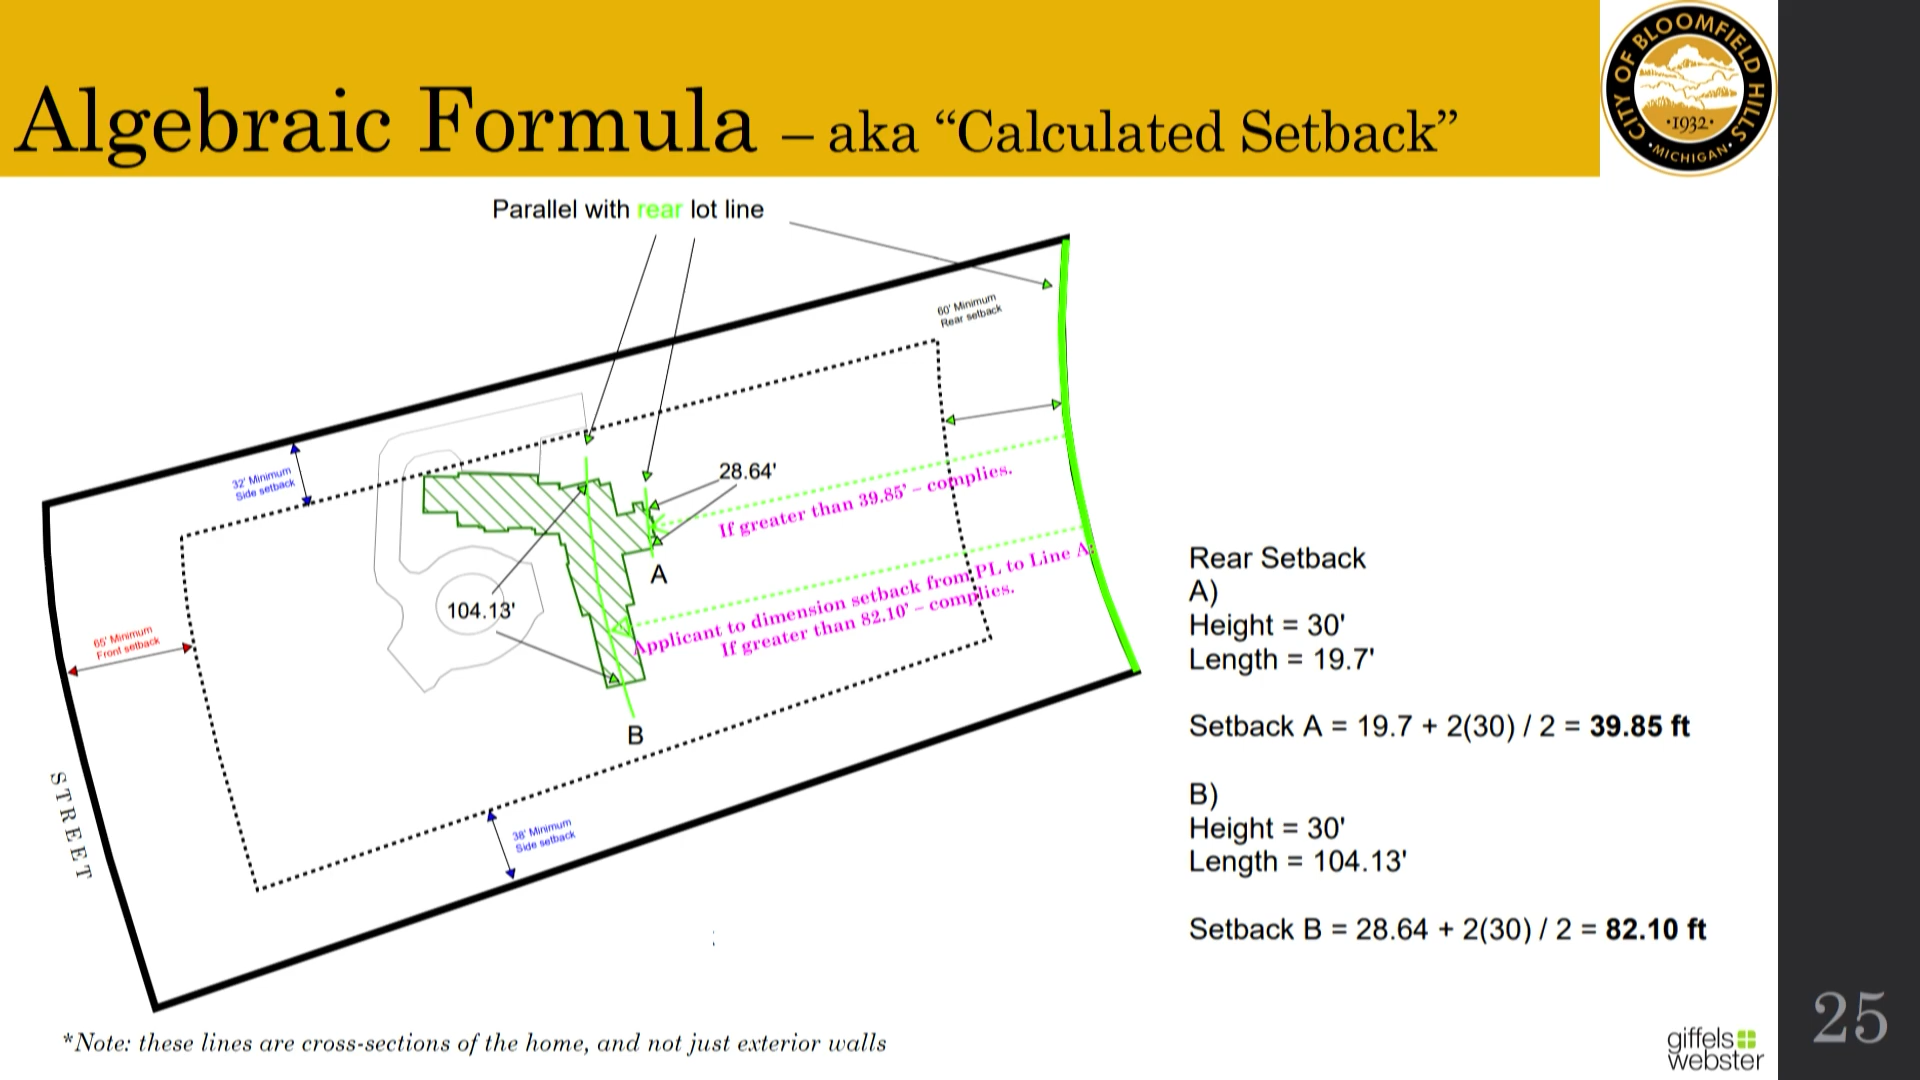 Algebraic Formula – aka “Calculated Setback”
CITY OF BLOOMFIELD HILLS
•1932•
•MICHIGAN•
Parallel with rear lot line
60' Minimum
Rear setback
32' Minimum
Side setback
28.64'
If greater than 39.85’ – complies.
A
104.13'
Applicant to dimension setback from PL to Line A.
If greater than 82.10’ – complies.
65' Minimum
Front setback
B
38' Minimum
Side setback
STREET
Rear Setback
A)
Height = 30'
Length = 19.7'
Setback A = 19.7 + 2(30) / 2 = 39.85 ft
B)
Height = 30'
Length = 104.13'
Setback B = 28.64 + 2(30) / 2 = 82.10 ft
*Note: these lines are cross-sections of the home, and not just exterior walls
giffels
webster
25